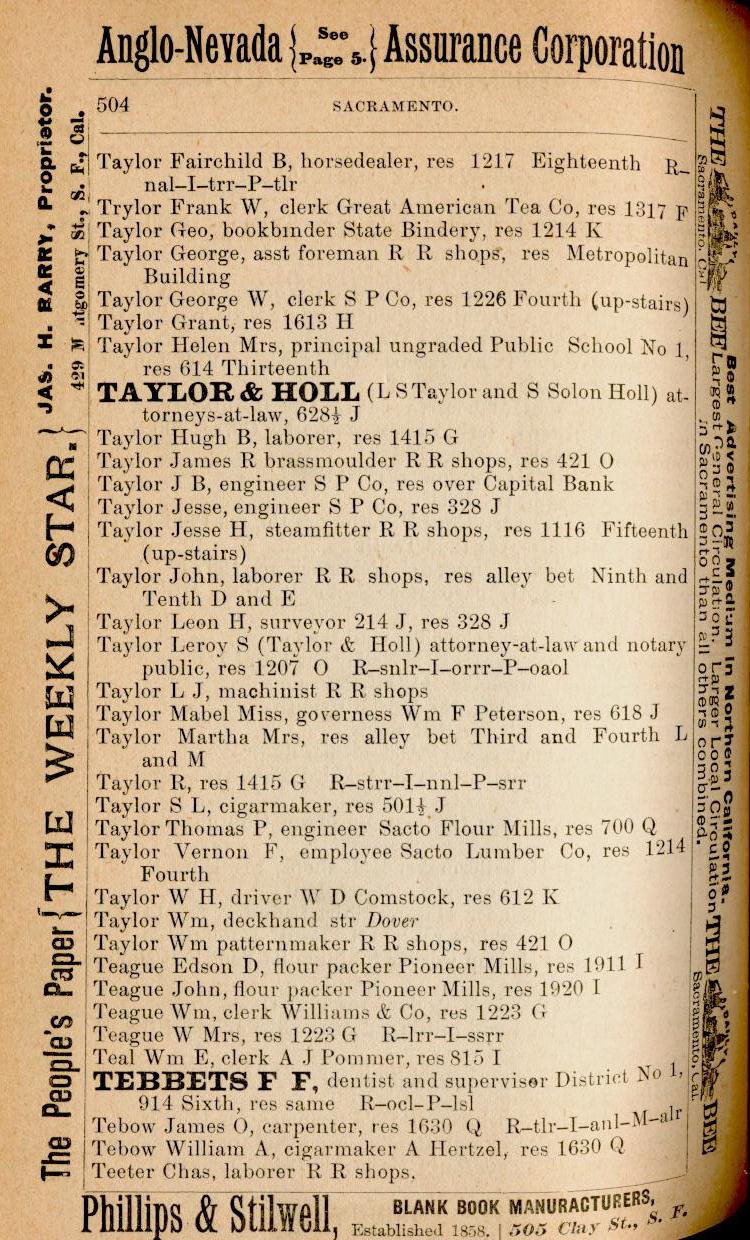 Anglo-Nevada { See Page 5. } Assurance Corporation
504 SACRAMENTO.
Taylor Fairchild B, horsedealer, res 1217 Eighteenth R–
nal–I–trr–P–tlr
Trylor Frank W, clerk Great American Tea Co, res 1317 F
Taylor Geo, bookbinder State Bindery, res 1214 K
Taylor George, asst foreman R R shops, res Metropolitan
Building
Taylor George W, clerk S P Co, res 1226 Fourth (up-stairs)
Taylor Grant, res 1613 H
Taylor Helen Mrs, principal ungraded Public School No 1,
res 614 Thirteenth
TAYLOR & HOLL (L S Taylor and S Solon Holl) at-
torneys-at-law, 628½ J
Taylor Hugh B, laborer, res 1415 G
Taylor James R brassmoulder R R shops, res 421 O
Taylor J B, engineer S P Co, res over Capital Bank
Taylor Jesse, engineer S P Co, res 328 J
Taylor Jesse H, steamfitter R R shops, res 1116 Fifteenth
(up-stairs)
Taylor John, laborer R R shops, res alley bet Ninth and
Tenth D and E
Taylor Leon H, surveyor 214 J, res 328 J
Taylor Leroy S (Taylor & Holl) attorney-at-law and notary
public, res 1207 O R–snlr–I–orrr–P–oaol
Taylor L J, machinist R R shops
Taylor Mabel Miss, governess Wm F Peterson, res 618 J
Taylor Martha Mrs, res alley bet Third and Fourth L
and M
Taylor R, res 1415 G R–strr–I–nnl–P–srr
Taylor S L, cigarmaker, res 501½ J
Taylor Thomas P, engineer Sacto Flour Mills, res 700 Q
Taylor Vernon F, employee Sacto Lumber Co, res 1214
Fourth
Taylor W H, driver W D Comstock, res 612 K
Taylor Wm, deckhand str Dover
Taylor Wm patternmaker R R shops, res 421 O
Teague Edson D, flour packer Pioneer Mills, res 1911 I
Teague John, flour packer Pioneer Mills, res 1920 I
Teague Wm, clerk Williams & Co, res 1223 G
Teague W Mrs, res 1223 G R–lrr–I–ssrr
Teal Wm E, clerk A J Pommer, res 815 I
TEBBETS F F, dentist and supervisor District No 1,
914 Sixth, res same R–ocl–P–lsl
Tebow James O, carpenter, res 1630 Q R–tlr–I–anl–M–alr
Tebow William A, cigarmaker A Hertzel, res 1630 Q
Teeter Chas, laborer R R shops.
Phillips & Stilwell, BLANK BOOK MANURACTURERS,
Established 1858. | 505 Clay St., S. F.
The People's Paper { THE WEEKLY STAR. } JAS. H. BARRY, Proprietor.
429 M ntgomery St., S. F., Cal.
THE DAILY BEE
Sacramento, Cal
Best Advertising Medium in Northern California.
Largest General Circulation. Larger Local Circulation
in Sacramento than all others combined.
THE DAILY BEE
Sacramento, Cal.